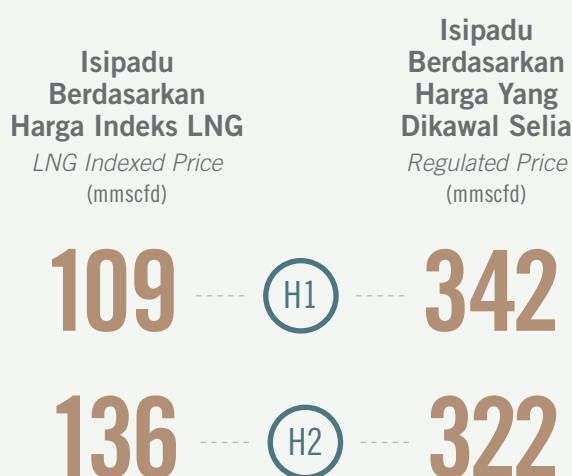 Isipadu
Berdasarkan
Harga Indeks LNG
LNG Indexed Price
(mmscfd)
Isipadu
Berdasarkan
Harga Yang
Dikawal Selia
Regulated Price
(mmscfd)
109 H1 342
136 H2 322